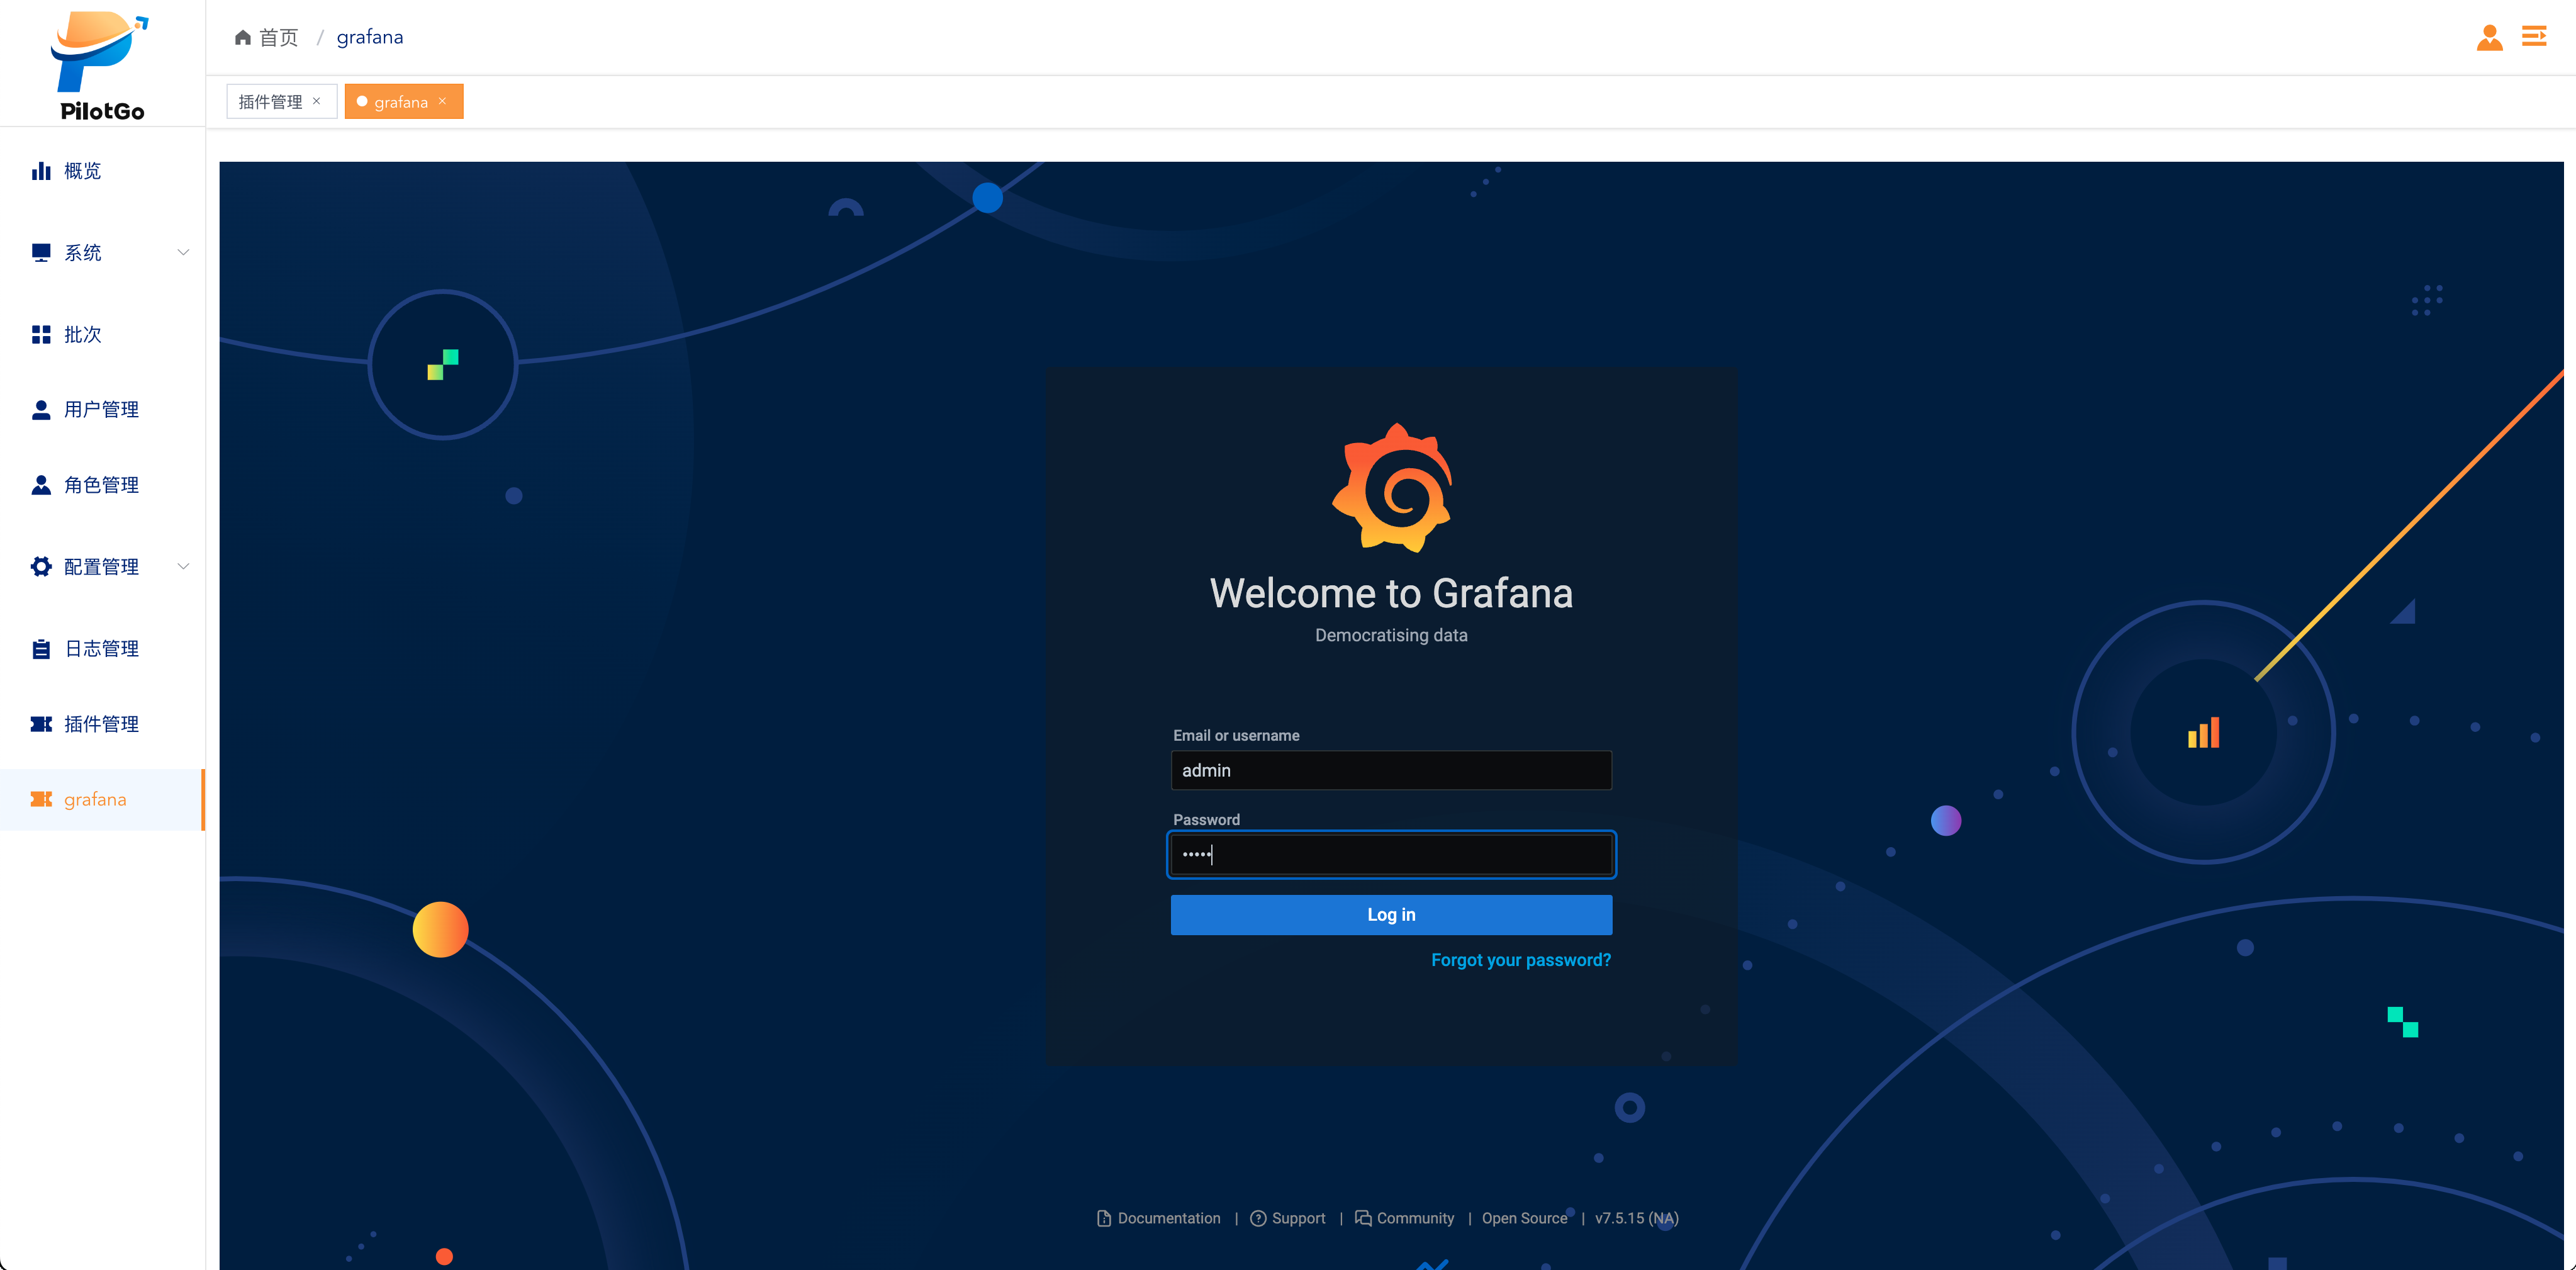 PilotGo
首页 / grafana
插件管理 ×
grafana ×
概览
系统
批次
用户管理
角色管理
配置管理
日志管理
插件管理
grafana
Welcome to Grafana
Democratising data
Email or username
admin
Password
•••••
Log in
Forgot your password?
Documentation | Support | Community | Open Source | v7.5.15 (NA)